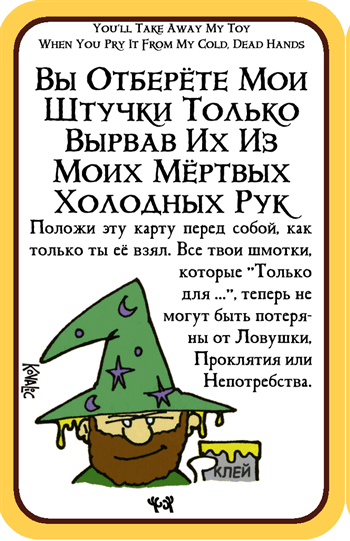 You'll Take Away My Toy
When You Pry It From My Cold, Dead Hands
Вы Отберёте Мои
Штучки Только
Вырвав Их Из
Моих Мёртвых
Холодных Рук
Положи эту карту перед собой, как
только ты её взял. Все твои шмотки,
которые "Только
для ...", теперь не
могут быть потеря-
ны от Ловушки,
Проклятия или
Непотребства.
Kovalic
КЛЕЙ